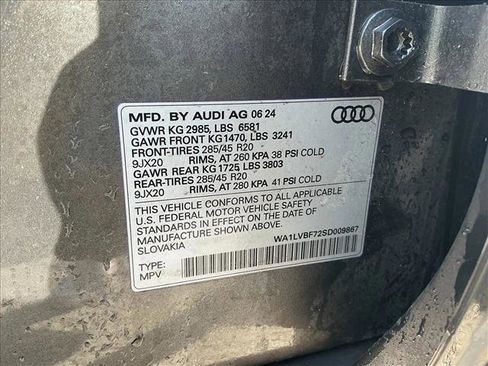 MFD. BY AUDI AG 06 24
GVWR KG 2985, LBS 6581
GAWR FRONT KG1470, LBS 3241
FRONT-TIRES 285/45 R20
9JX20 RIMS, AT 260 KPA 38 PSI COLD
GAWR REAR KG 1725, LBS 3803
REAR-TIRES 285/45 R20
9JX20 RIMS, AT 280 KPA 41 PSI COLD
THIS VEHICLE CONFORMS TO ALL APPLICABLE
U.S. FEDERAL MOTOR VEHICLE SAFETY
STANDARDS IN EFFECT ON THE DATE OF
MANUFACTURE SHOWN ABOVE.
SLOVAKIA
WA1LVBF72SD009867
TYPE:
MPV